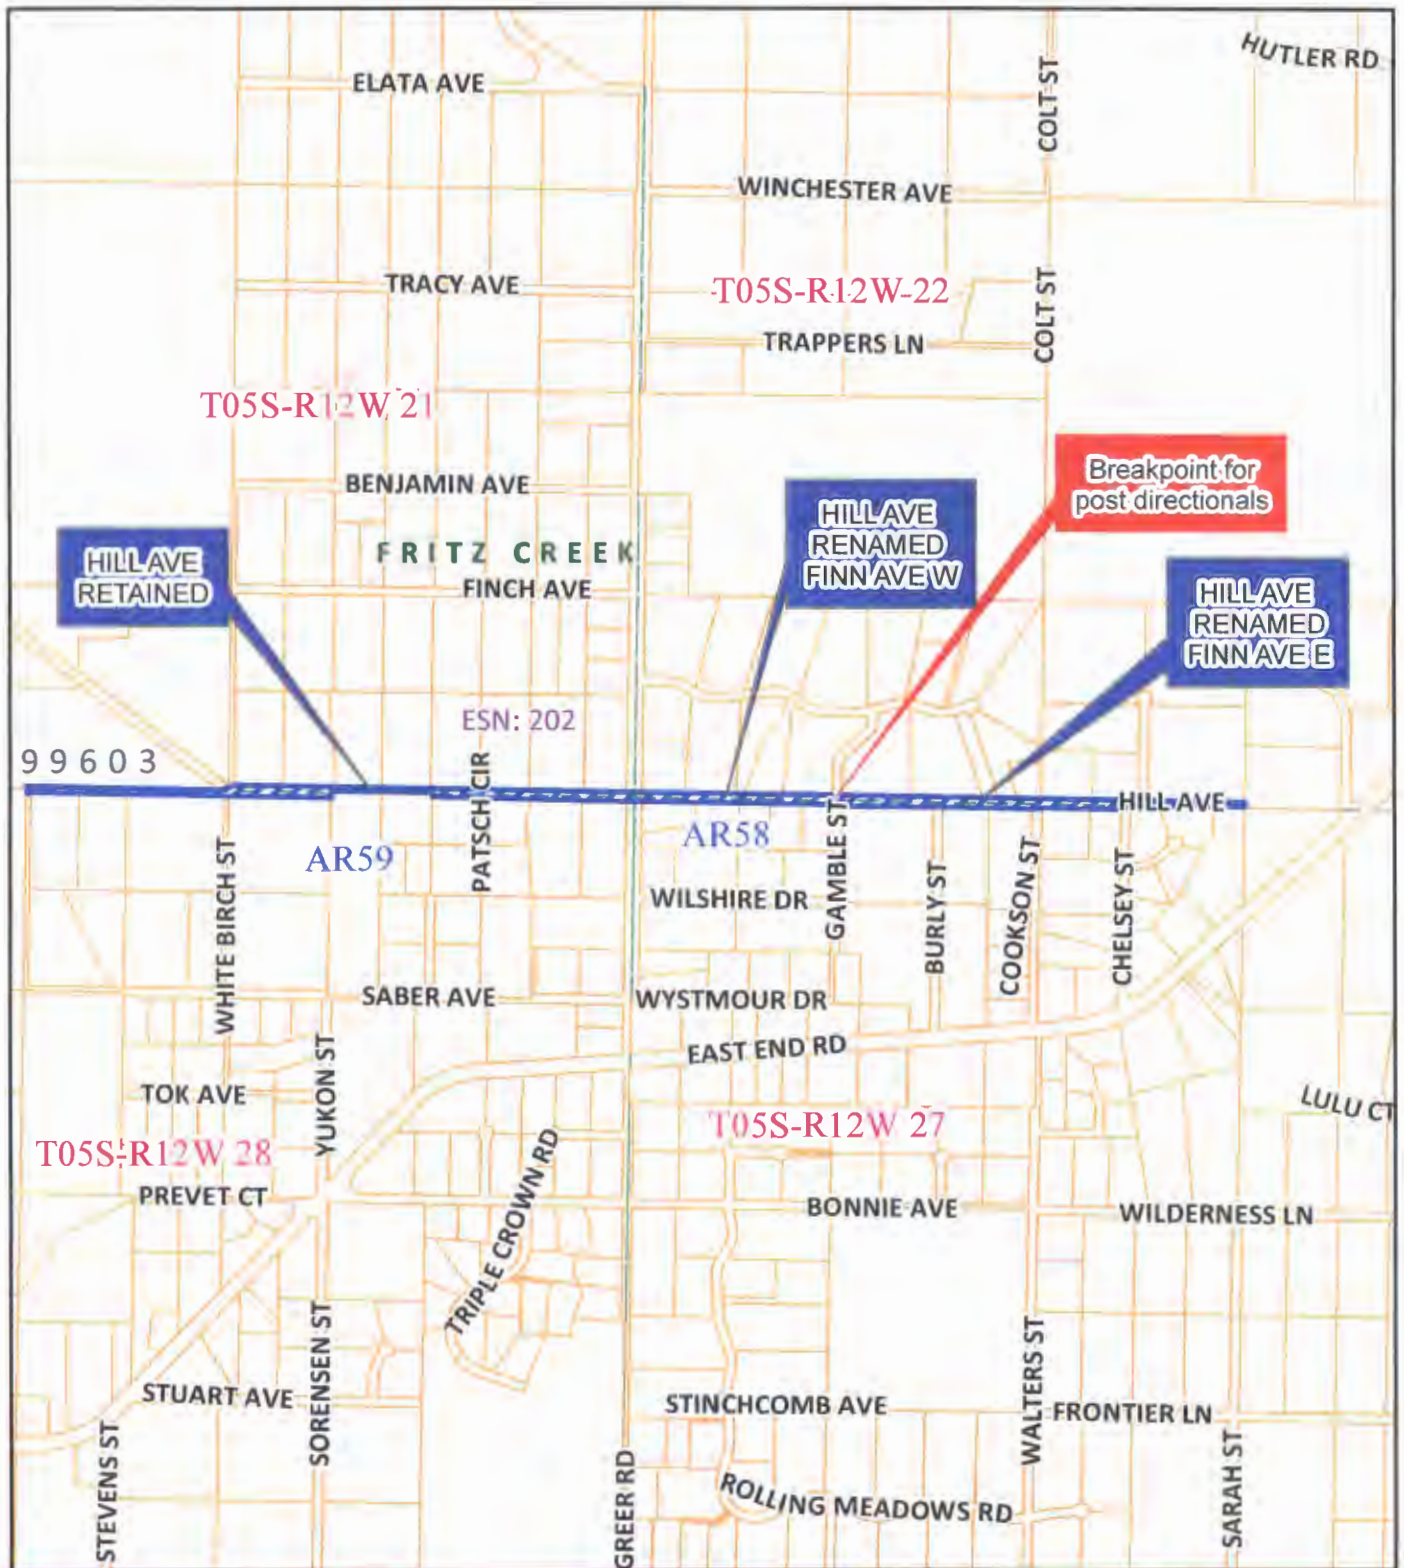 HUTLER RD
ELATA AVE
COLT ST
WINCHESTER AVE
TRACY AVE
T05S-R12W-22
COLT ST
TRAPPERS LN
T05S-R12W 21
BENJAMIN AVE
HILL AVE
RENAMED
FINN AVE W
Breakpoint for
post directionals
HILL AVE
RETAINED
FRITZ CREEK
FINCH AVE
HILL AVE
RENAMED
FINN AVE E
ESN: 202
99603
PATSCH CIR
HILL AVE
AR59
AR58
WHITE BIRCH ST
WILSHIRE DR
GAMBLE ST
BURLY ST
COOKSON ST
CHELSEY ST
SABER AVE
WYSTMOUR DR
EAST END RD
YUKON ST
TOK AVE
LULU CT
T05S-R12W 28
T05S-R12W 27
PREVET CT
TRIPLE CROWN RD
BONNIE AVE
WILDERNESS LN
SORENSEN ST
WALTERS ST
STUART AVE
STINCHCOMB AVE
FRONTIER LN
STEVENS ST
GREER RD
ROLLING MEADOWS RD
SARAH ST